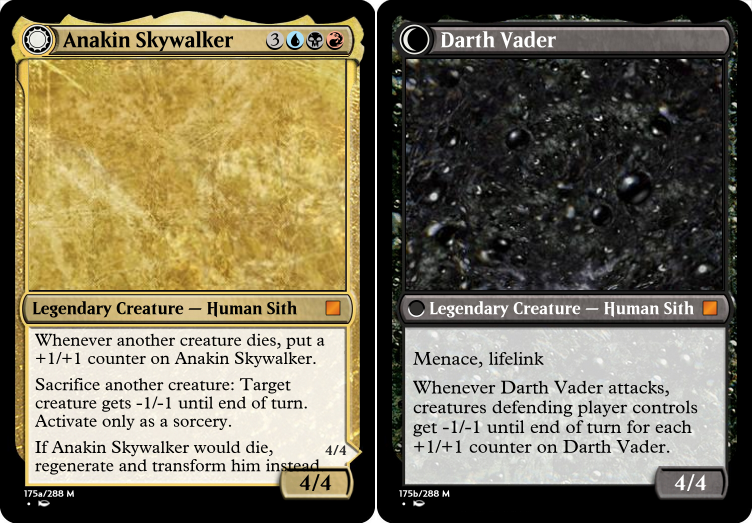 Anakin Skywalker 3
Legendary Creature — Human Sith
Whenever another creature dies, put a
+1/+1 counter on Anakin Skywalker.
Sacrifice another creature: Target
creature gets -1/-1 until end of turn.
Activate only as a sorcery.
If Anakin Skywalker would die,
regenerate and transform him instead.
4/4
4/4
175a/288 M
Darth Vader
Legendary Creature — Human Sith
Menace, lifelink
Whenever Darth Vader attacks,
creatures defending player controls
get -1/-1 until end of turn for each
+1/+1 counter on Darth Vader.
4/4
175b/288 M